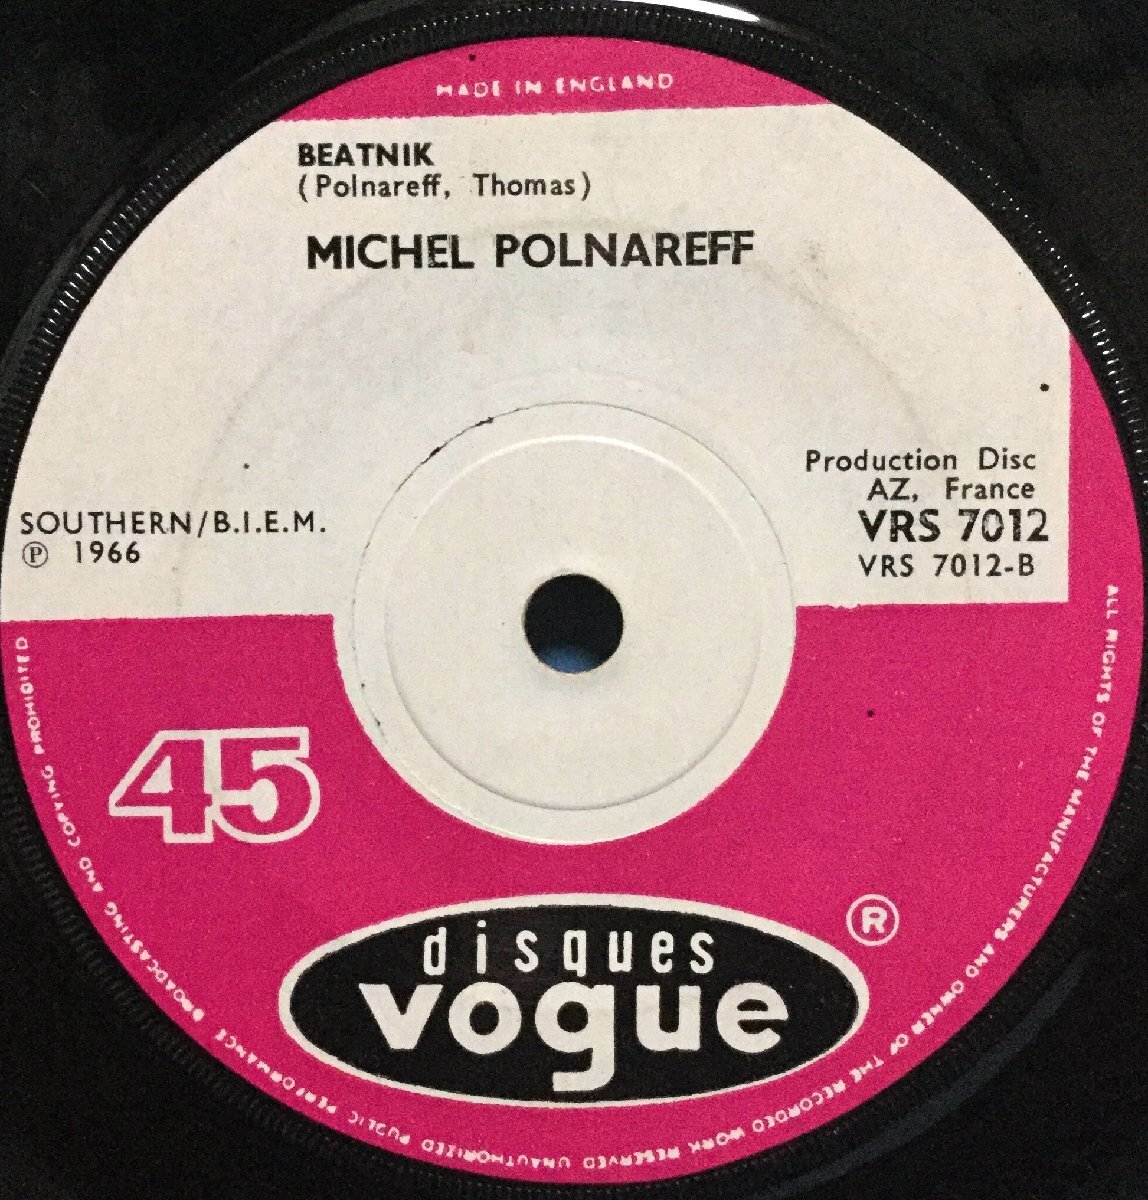 MADE IN ENGLAND
BEATNIK
(Polnareff, Thomas)
MICHEL POLNAREFF
Production Disc
AZ, France
VRS 7012
VRS 7012-B
SOUTHERN/B.I.E.M.
℗ 1966
45
®
disques
vogue
ALL RIGHTS OF THE MANUFACTURERS AND OWNER OF THE RECORDED WORK RESERVED UNAUTHORIZED PUBLIC PERFORMANCE BROADCASTING AND COPYING PROHIBITED